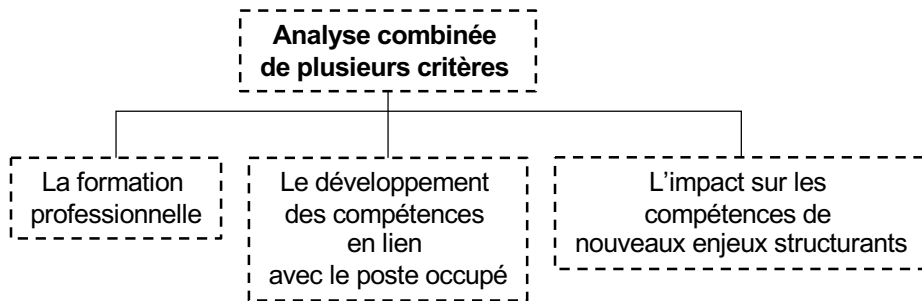 Analyse combinée
de plusieurs critères
La formation
professionnelle
Le développement
des compétences
en lien
avec le poste occupé
L'impact sur les
compétences de
nouveaux enjeux structurants